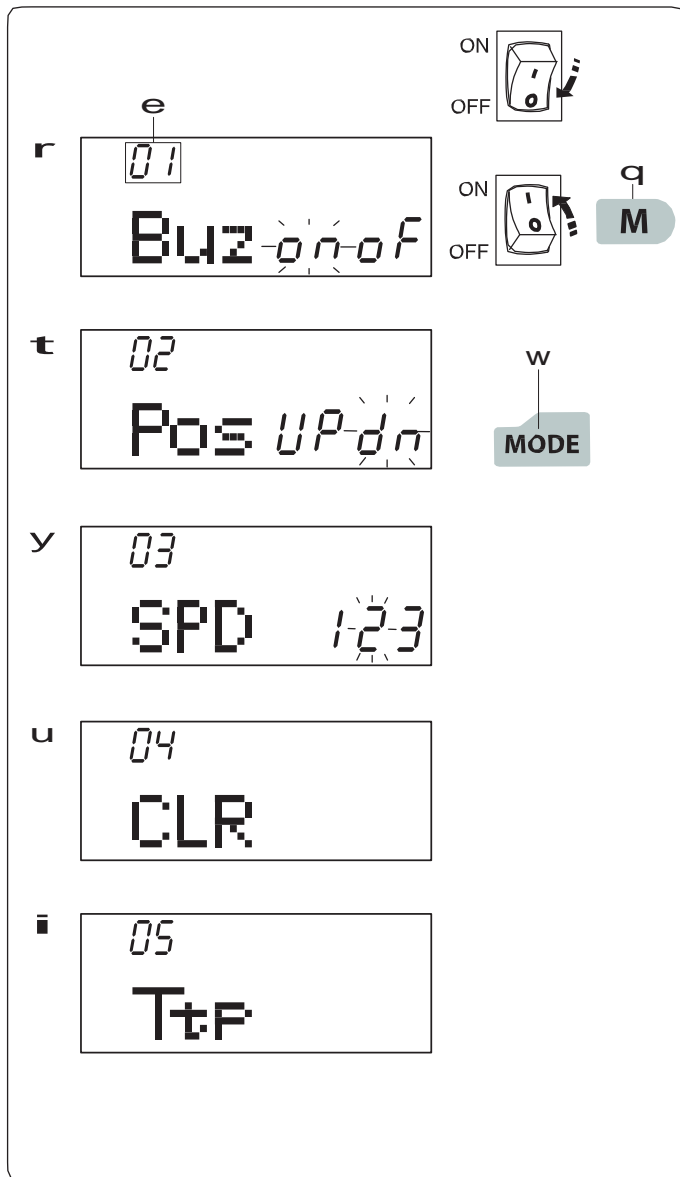 ON
OFF
e
r
01
Buz on oF
ON
OFF
q
M
t
02
Pos UP dn
w
MODE
y
03
SPD 1 2 3
u
04
CLR
i
05
Ttp